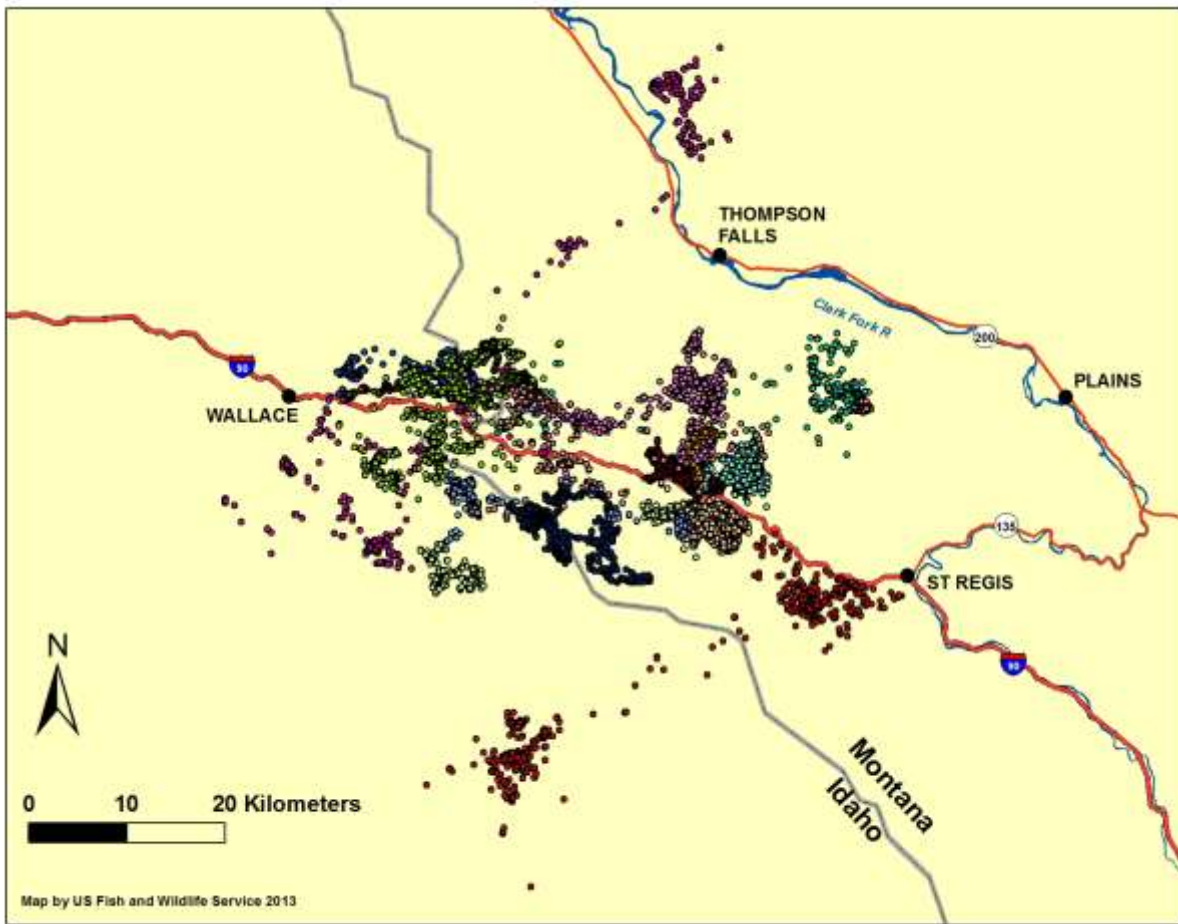 THOMPSON
FALLS
Clark Fork R
200
90
PLAINS
WALLACE
135
ST REGIS
90
N
Montana
Idaho
0 10 20 Kilometers
Map by US Fish and Wildlife Service 2013